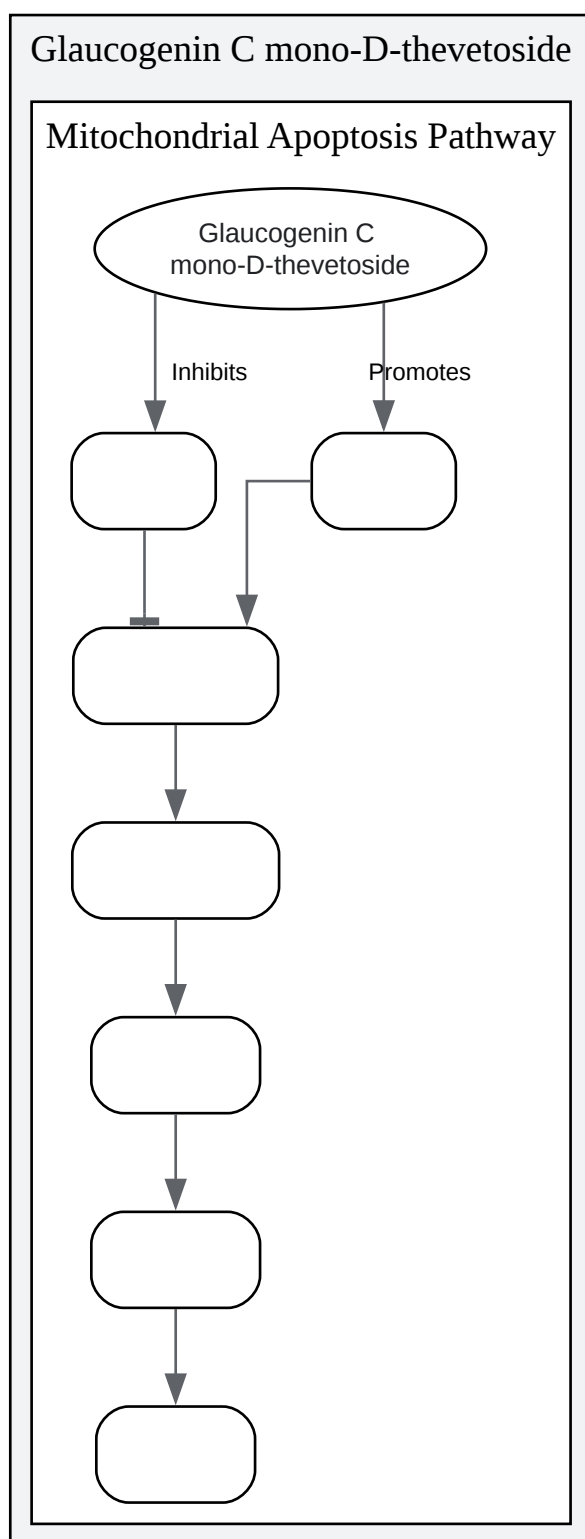 Glaucogenin C mono-D-thevetoside
Mitochondrial Apoptosis Pathway
Glaucogenin C
mono-D-thevetoside
Inhibits
Promotes